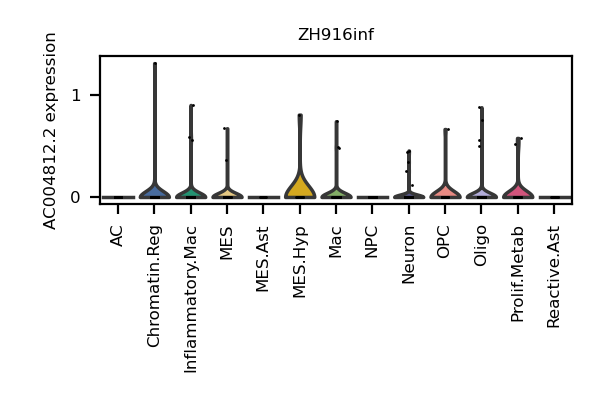 ZH916inf
AC004812.2 expression
1
0
AC
Chromatin.Reg
Inflammatory.Mac
MES
MES.Ast
MES.Hyp
Mac
NPC
Neuron
OPC
Oligo
Prolif.Metab
Reactive.Ast